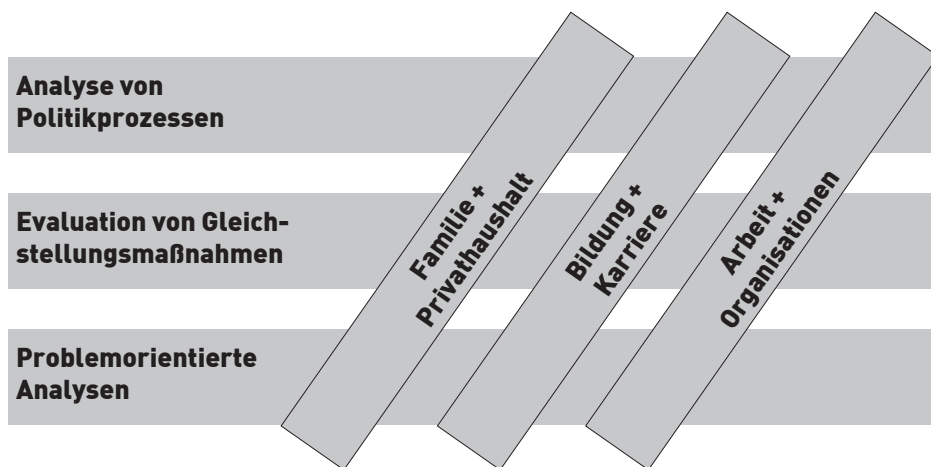 Analyse von
Politikprozessen
Evaluation von Gleich-
stellungsmaßnahmen
Problemorientierte
Analysen
Familie +
Privathaushalt
Bildung +
Karriere
Arbeit +
Organisationen